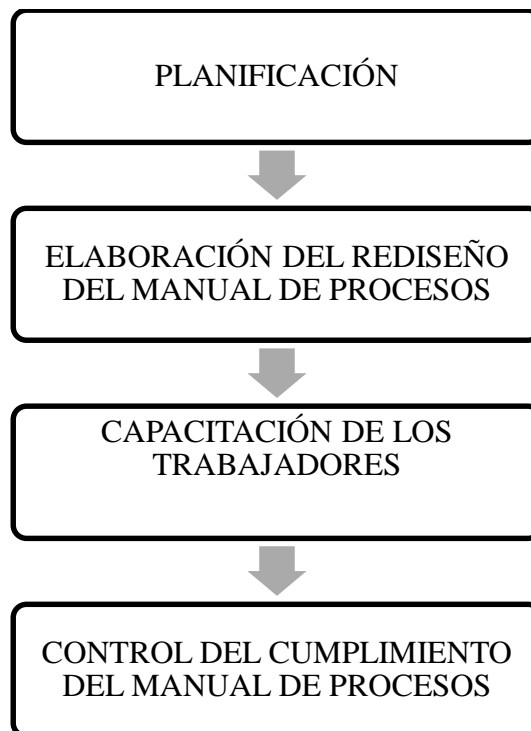 PLANIFICACIÓN
ELABORACIÓN DEL REDISEÑO
DEL MANUAL DE PROCESOS
CAPACITACIÓN DE LOS
TRABAJADORES
CONTROL DEL CUMPLIMIENTO
DEL MANUAL DE PROCESOS